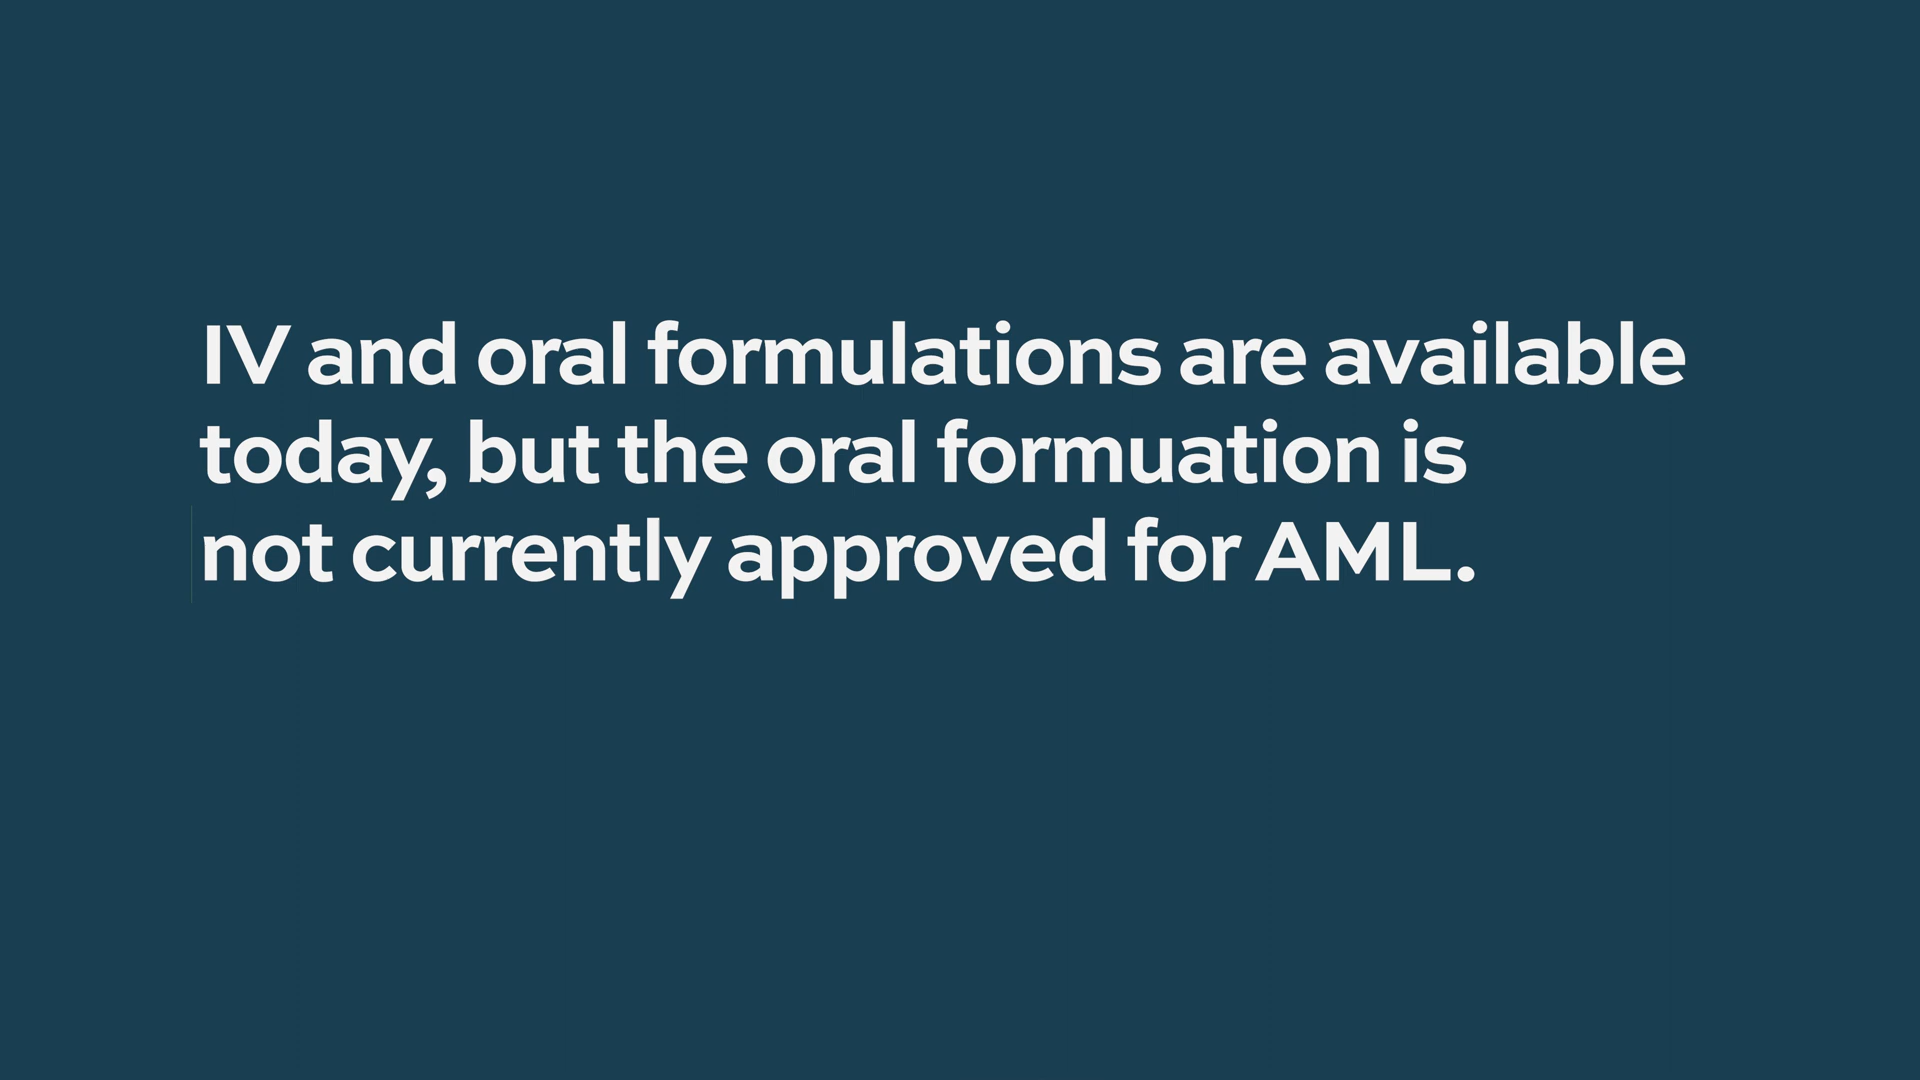 IV and oral formulations are available
today, but the oral formuation is
not currently approved for AML.